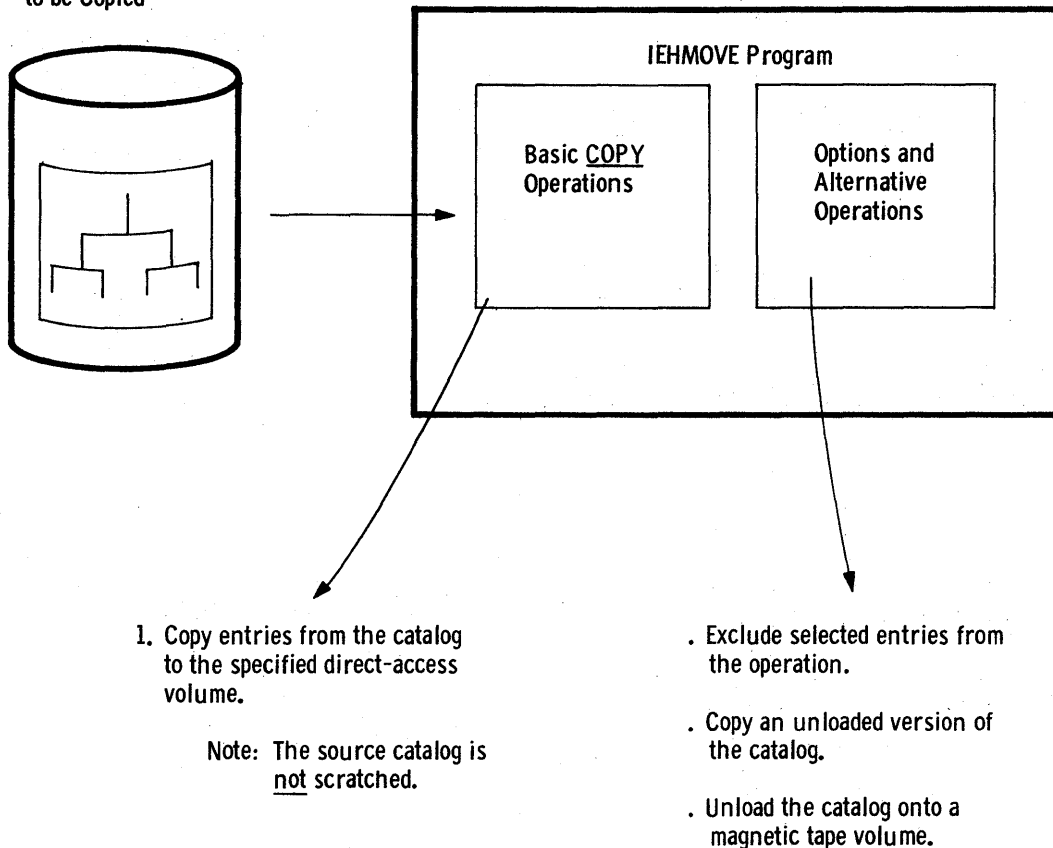 to be Copied
IEHMOVE Program
Basic COPY
Operations
Options and
Alternative
Operations
1. Copy entries from the catalog
to the specified direct-access
volume.
Note: The source catalog is
not scratched.
. Exclude selected entries from
the operation.
. Copy an unloaded version of
the catalog.
. Unload the catalog onto a
magnetic tape volume.